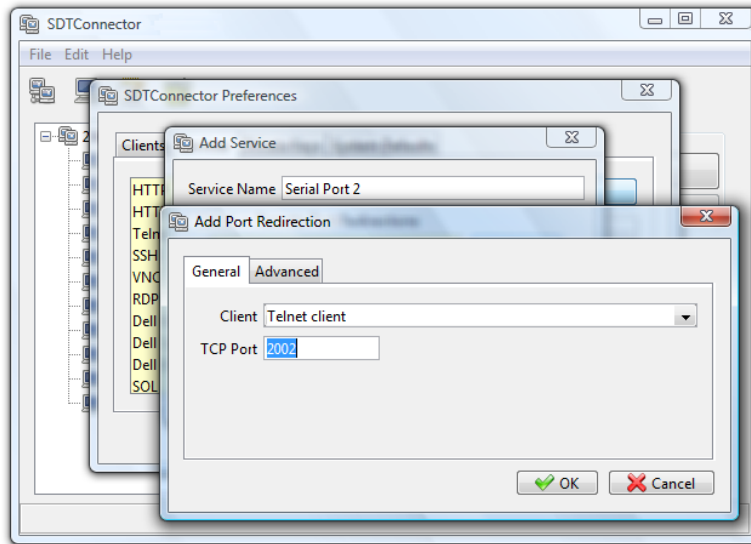 SDTConnector
File Edit Help
SDTConnector Preferences
Clients
Add Service
Service Name Serial Port 2
Add Port Redirection
General Advanced
Client Telnet client
TCP Port 2002
OK Cancel
2
HTTP
HTT
Teln
SSH
VNC
RDP
Dell
Dell
Dell
SOL